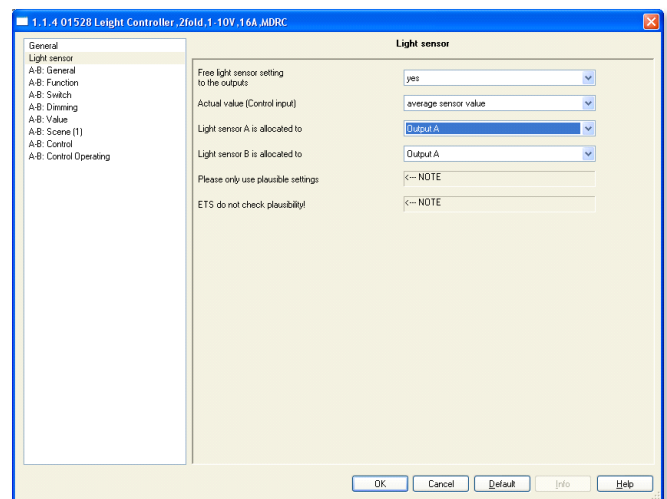 1.1.4 01528 Leight Controller ,2fold,1-10V ,16A,MDRC
General
Light sensor
A-B: General
A-B: Function
A-B: Switch
A-B: Dimming
A-B: Value
A-B: Scene (1)
A-B: Control
A-B: Control Operating
Light sensor
Free light sensor setting
to the outputs
yes
Actual value (Control input)
average sensor value
Light sensor A is allocated to
Output A
Light sensor B is allocated to
Output A
Please only use plausible settings
<--- NOTE
ETS do not check plausibility!
<--- NOTE
OK
Cancel
Default
Info
Help